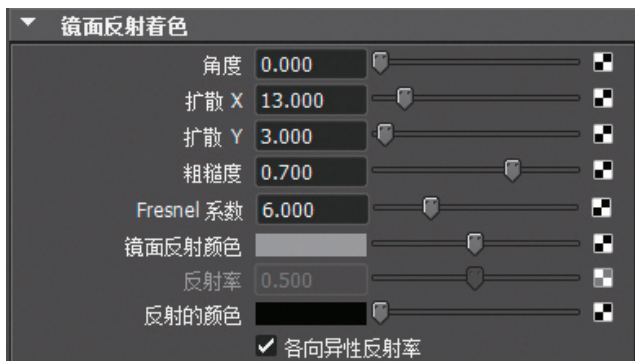 镜面反射着色
角度 0.000
扩散 X 13.000
扩散 Y 3.000
粗糙度 0.700
Fresnel 系数 6.000
镜面反射颜色
反射率 0.500
反射的颜色
各向异性反射率